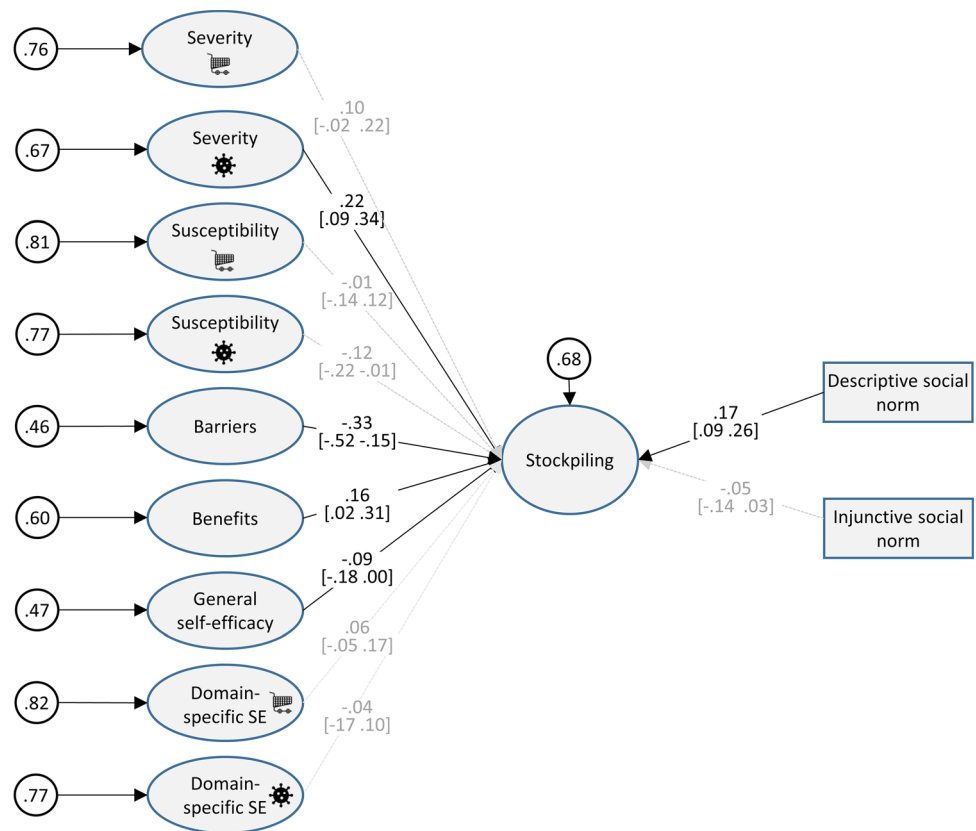 .76
Severity
.10
[-.02 .22]
.67
Severity
.22
[.09 .34]
.81
Susceptibility
-.01
[-.14 .12]
.77
Susceptibility
-.12
[-.22 -.01]
.68
Descriptive social
norm
.46
Barriers
-.33
[-.52 -.15]
.17
[.09 .26]
Stockpiling
.60
Benefits
.16
[.02 .31]
-.05
[-.14 .03]
Injunctive social
norm
.47
General
self-efficacy
-.09
[-.18 .00]
.82
Domain-
specific SE
.06
[-.05 .17]
.77
Domain-
specific SE
-.04
[-17 .10]